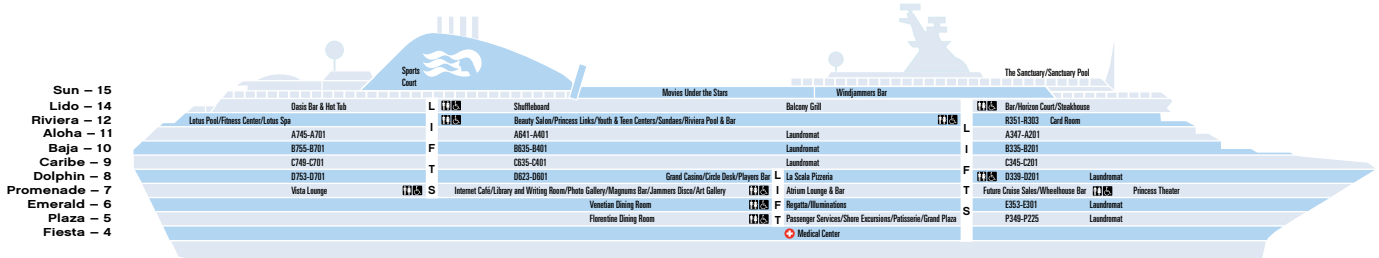 The Sanctuary/Sanctuary Pool
Sports
Court
Sun – 15 Movies Under the Stars Windjammers Bar
Lido – 14 Oasis Bar & Hot Tub Shuffleboard Balcony Grill Bar/Horizon Court/Steakhouse
Riviera – 12 Lotus Pool/Fitness Center/Lotus Spa Beauty Salon/Princess Links/Youth & Teen Centers/Sundaes/Riviera Pool & Bar R351-R303 Card Room
Aloha – 11 A745-A701 A641-A401 Laundromat A347-A201
Baja – 10 B755-B701 B635-B401 Laundromat B335-B201
Caribe – 9 C749-C701 C635-C401 Laundromat C345-C201
Dolphin – 8 D753-D701 D623-D601 Grand Casino/Circle Desk/Players Bar La Scala Pizzeria D339-D201 Laundromat
Promenade – 7 Vista Lounge Internet Café/Library and Writing Room/Photo Gallery/Magnums Bar/Jammers Disco/Art Gallery Atrium Lounge & Bar Future Cruise Sales/Wheelhouse Bar Princess Theater
Emerald – 6 Venetian Dining Room Regatta/Illuminations E353-E301 Laundromat
Plaza – 5 Florentine Dining Room Passenger Services/Shore Excursions/Patisserie/Grand Plaza P349-P225 Laundromat
Fiesta – 4 Medical Center
LIFTS
LIFT
LIFTS